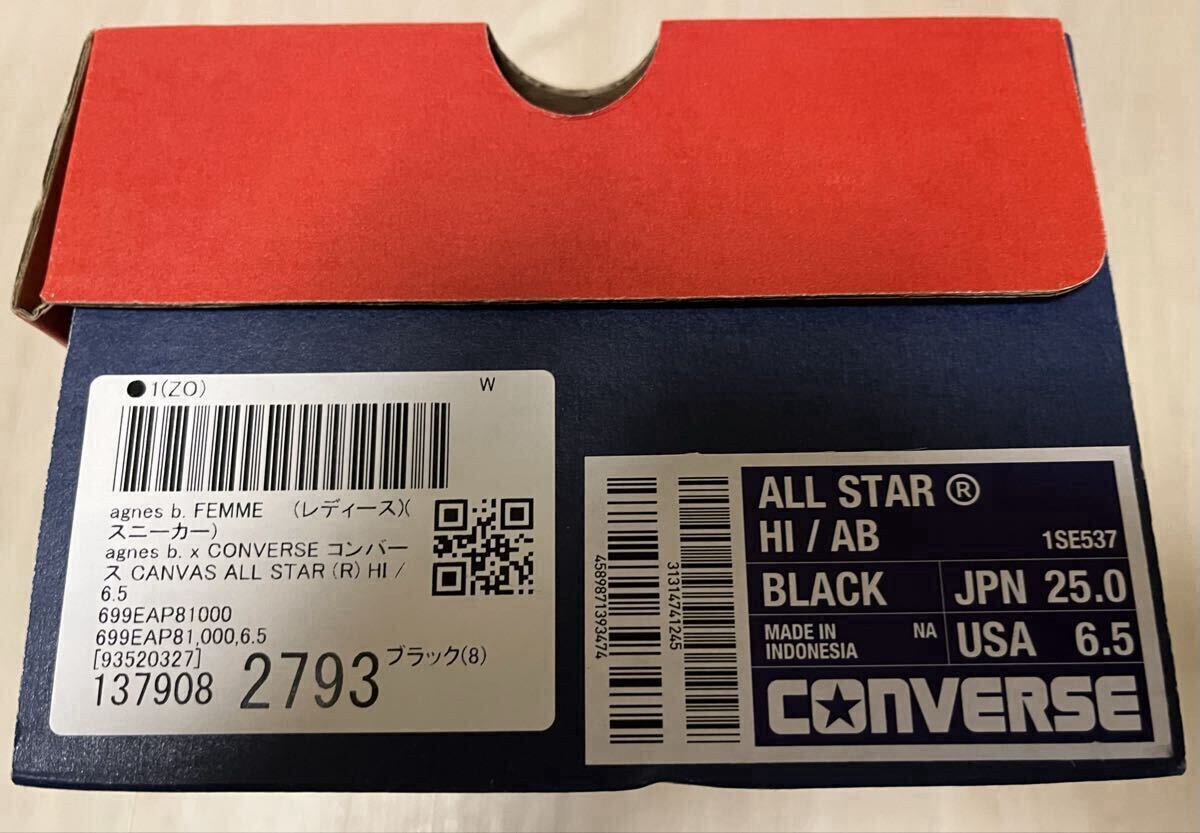 ●1(ZO) W
agnes b. FEMME （レディース)(
スニーカー)
agnes b. x CONVERSE コンバー
ス CANVAS ALL STAR (R) HI /
6.5
699EAP81000
699EAP81,000,6.5
[93520327]
137908 2793 ブラック(8)
4589871393474
31314741245
ALL STAR ®
HI / AB 1SE537
BLACK JPN 25.0
MADE IN INDONESIA NA USA 6.5
CONVERSE